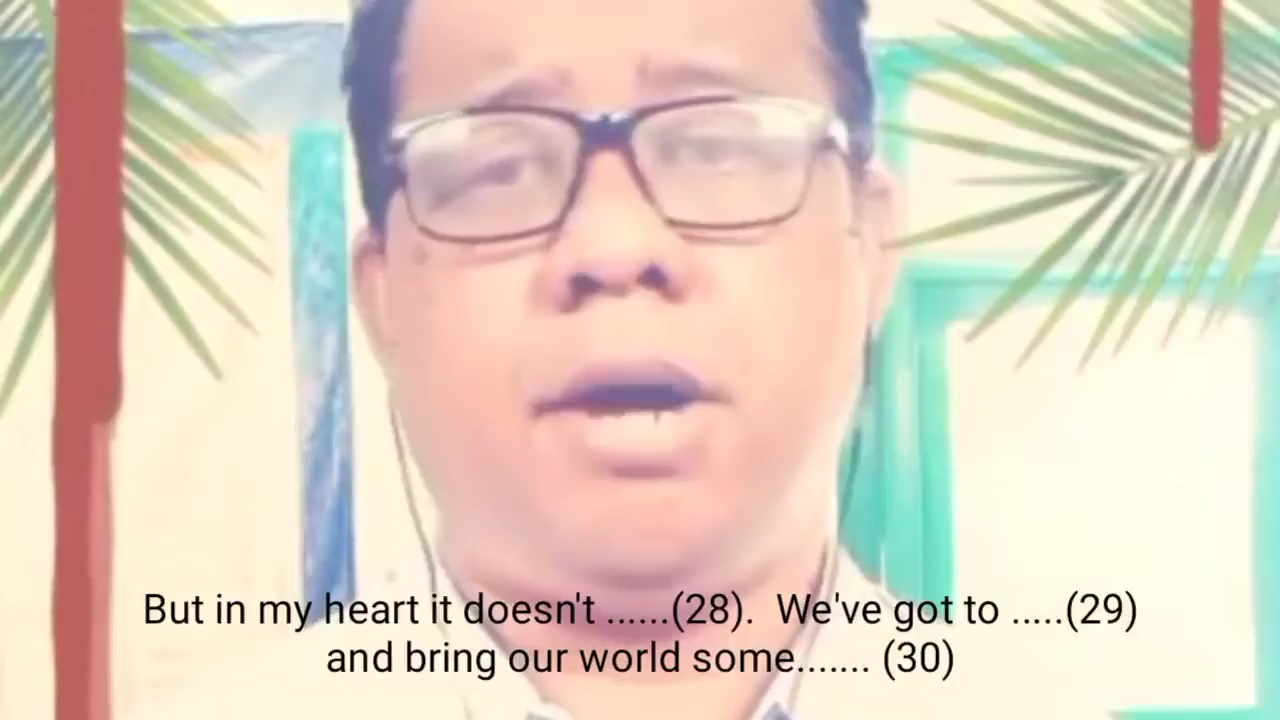 But in my heart it doesn't ......(28).  We've got to .....(29)
and bring our world some....... (30)